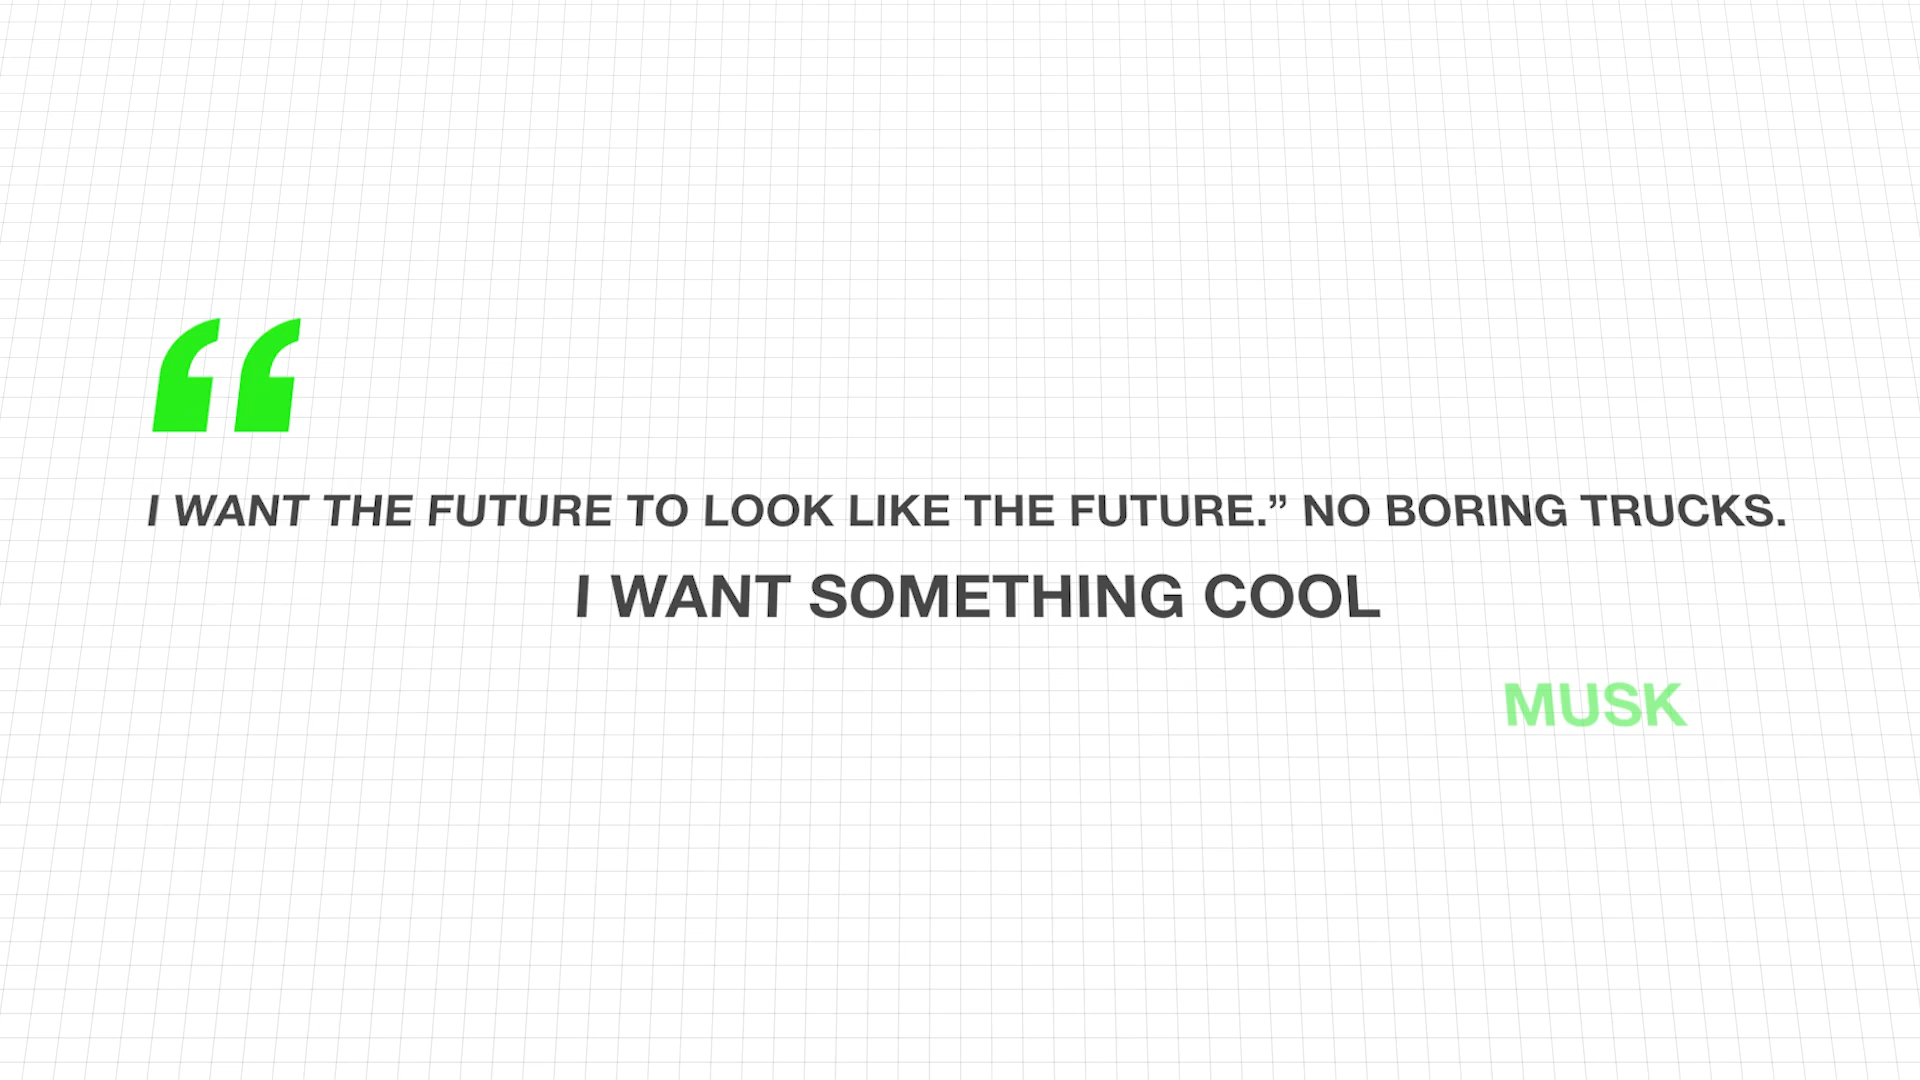 “
I WANT THE FUTURE TO LOOK LIKE THE FUTURE.” NO BORING TRUCKS.
I WANT SOMETHING COOL
MUSK